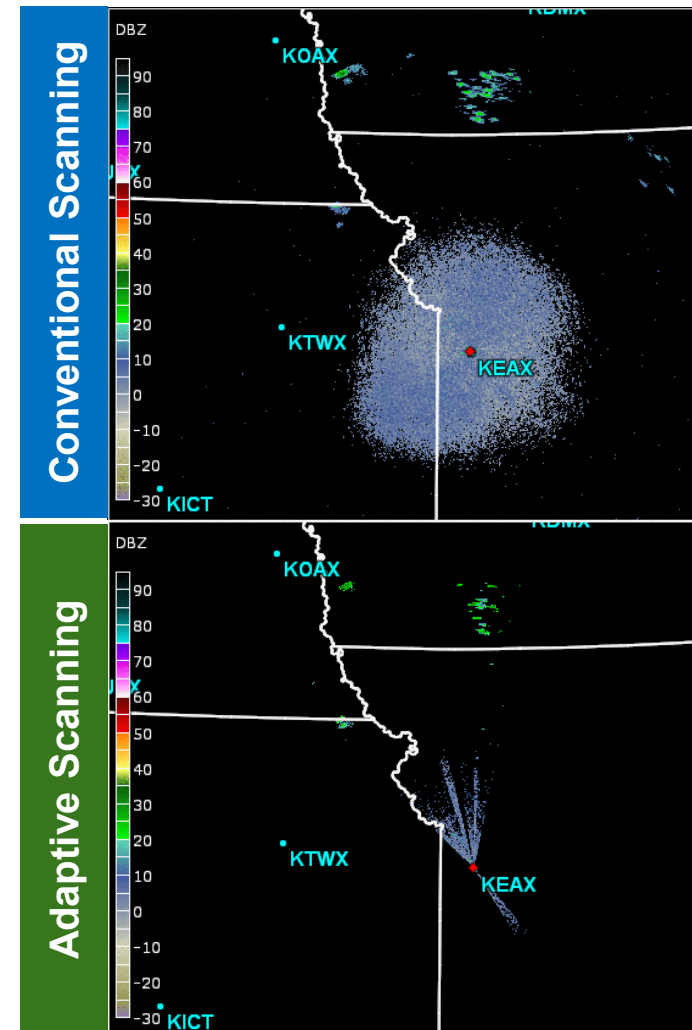 Conventional Scanning
DBZ
90
80
70
60
50
40
30
20
10
0
-10
-20
-30
KOAX
KTWX
KEAX
KICT
Adaptive Scanning
DBZ
90
80
70
60
50
40
30
20
10
0
-10
-20
-30
KOAX
KTWX
KEAX
KICT